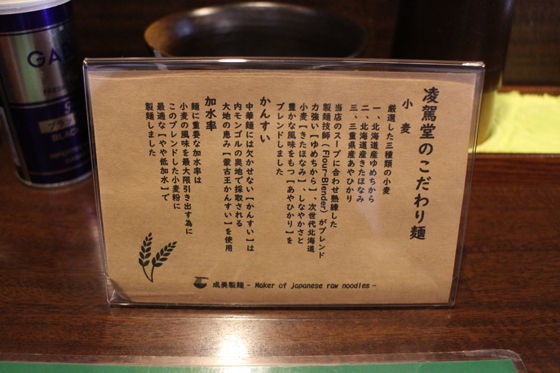 凌駕堂のこだわり麺
小麦
厳選した三種類の小麦
一、北海道産ゆめちから
二、北海道産きたほなみ
三、三重県産あやひかり
当店のスープに合わせ熟練した
製麺技師（Flour-Blender）がブレンド
力強い【ゆめちから】、次世代北海道
小麦【きたほなみ】、しなやかさと
豊かな風味をもつ【あやひかり】を
ブレンドしました
かんすい
中華麺には欠かせない【かんすい】は
内モンゴルの奥地で採取される
大地の恵み【蒙古王かんすい】を使用
加水率
麺に重要な加水率は
小麦の風味を最大限引き出す為に
このブレンドした小麦粉に
最適な【やや低加水】で
製麺しました
成美製麺 - Maker of japanese raw noodles -